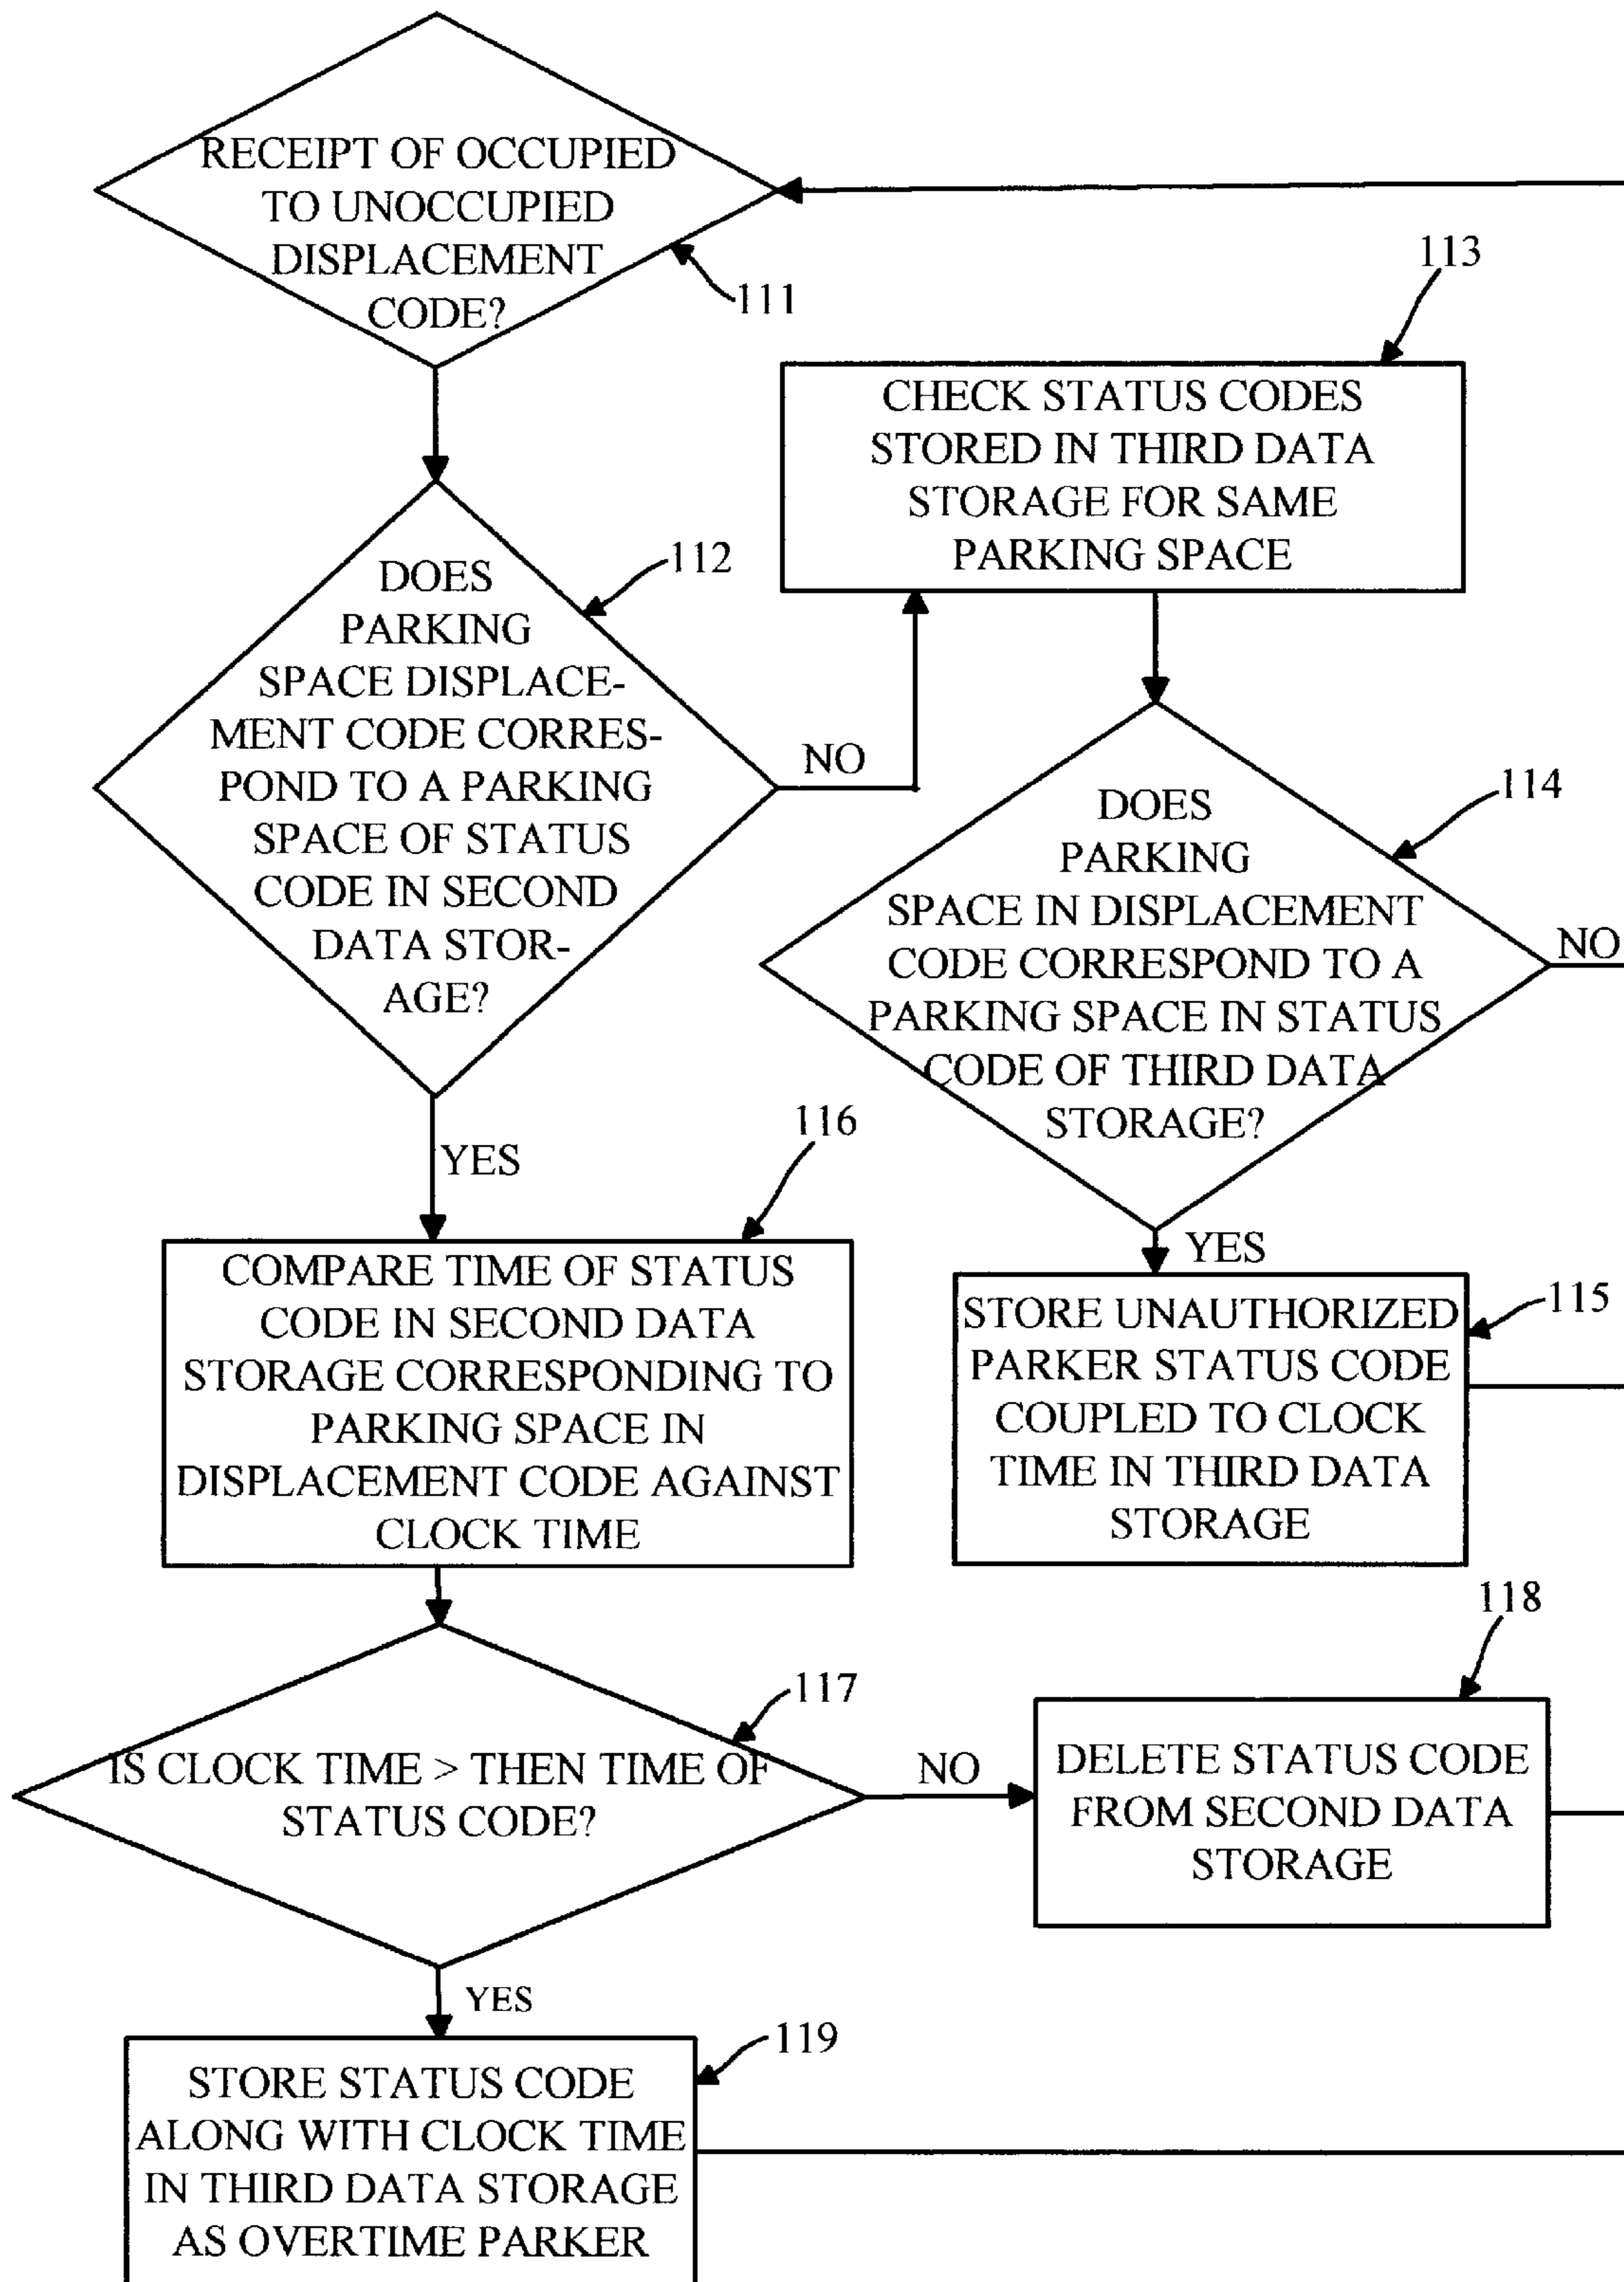 RECEIPT OF OCCUPIED
TO UNOCCUPIED
DISPLACEMENT
CODE?
111
113
CHECK STATUS CODES
STORED IN THIRD DATA
STORAGE FOR SAME
PARKING SPACE
112
DOES
PARKING
SPACE DISPLACE-
MENT CODE CORRES-
POND TO A PARKING
SPACE OF STATUS
CODE IN SECOND
DATA STOR-
AGE?
NO
114
DOES
PARKING
SPACE IN DISPLACEMENT
CODE CORRESPOND TO A
PARKING SPACE IN STATUS
CODE OF THIRD DATA
STORAGE?
NO
YES
116
COMPARE TIME OF STATUS
CODE IN SECOND DATA
STORAGE CORRESPONDING TO
PARKING SPACE IN
DISPLACEMENT CODE AGAINST
CLOCK TIME
YES
115
STORE UNAUTHORIZED
PARKER STATUS CODE
COUPLED TO CLOCK
TIME IN THIRD DATA
STORAGE
117
IS CLOCK TIME > THEN TIME OF
STATUS CODE?
NO
118
DELETE STATUS CODE
FROM SECOND DATA
STORAGE
YES
119
STORE STATUS CODE
ALONG WITH CLOCK TIME
IN THIRD DATA STORAGE
AS OVERTIME PARKER